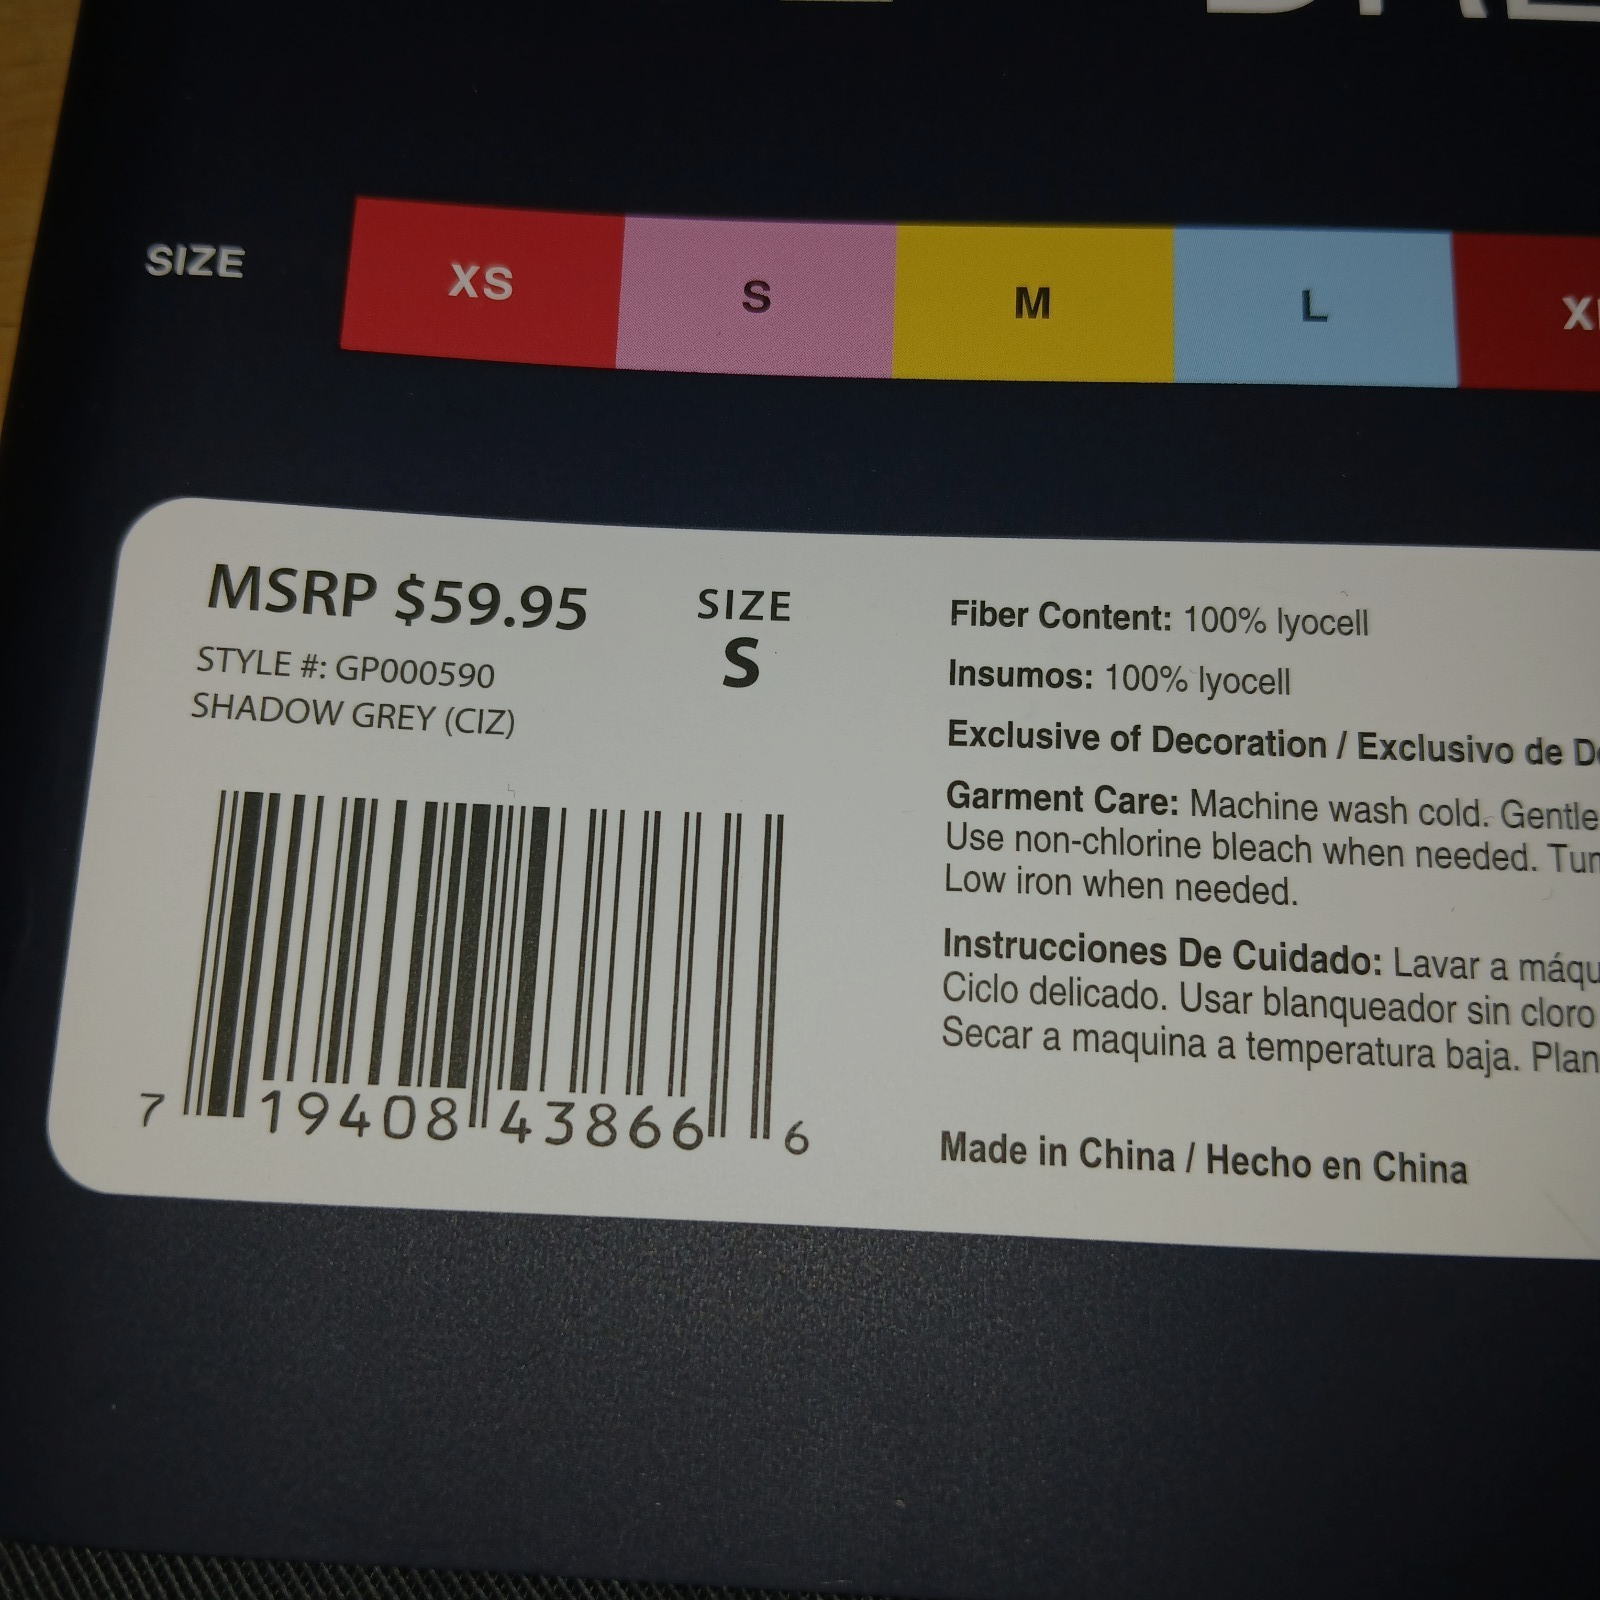 SIZE XS S M L
MSRP $59.95
STYLE #: GP000590
SHADOW GREY (CIZ)
SIZE
S
7 19408 43866 6
Fiber Content: 100% lyocell
Insumos: 100% lyocell
Exclusive of Decoration / Exclusivo de
Garment Care: Machine wash cold. Gentle
Use non-chlorine bleach when needed.
Low iron when needed.
Instrucciones De Cuidado: Lavar a
Ciclo delicado. Usar blanqueador sin cloro
Secar a maquina a temperatura baja.
Made in China / Hecho en China